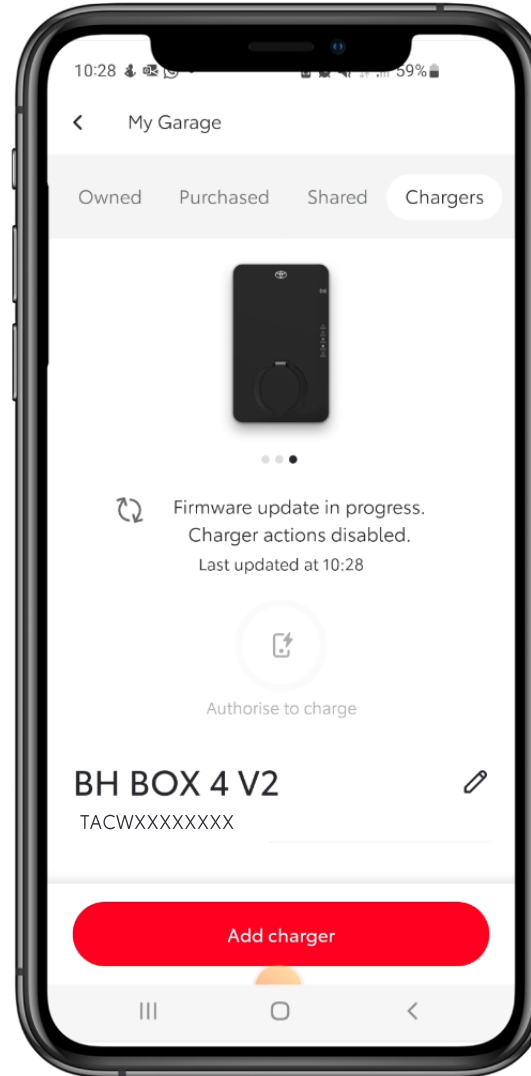 10:28
59%
My Garage
Owned Purchased Shared Chargers
Firmware update in progress.
Charger actions disabled.
Last updated at 10:28
Authorise to charge
BH BOX 4 V2
TACWXXXXXXXX
Add charger